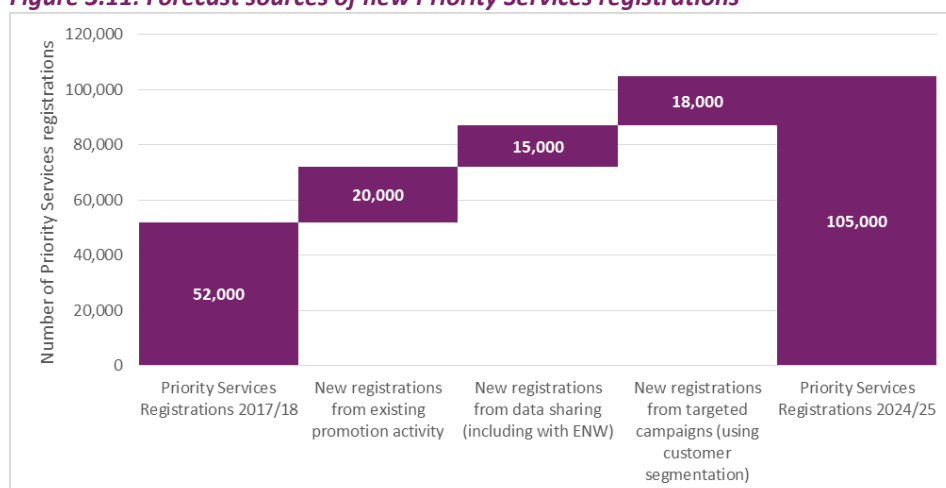 Figure 5.11: Forecast sources of new Priority Services registrations
Number of Priority Services registrations
120,000
100,000
80,000
60,000
40,000
20,000
0
52,000
20,000
15,000
18,000
105,000
Priority Services
Registrations 2017/18
New registrations
from existing
promotion activity
New registrations
from data sharing
(including with ENW)
New registrations
from targeted
campaigns (using
customer
segmentation)
Priority Services
Registrations 2024/25